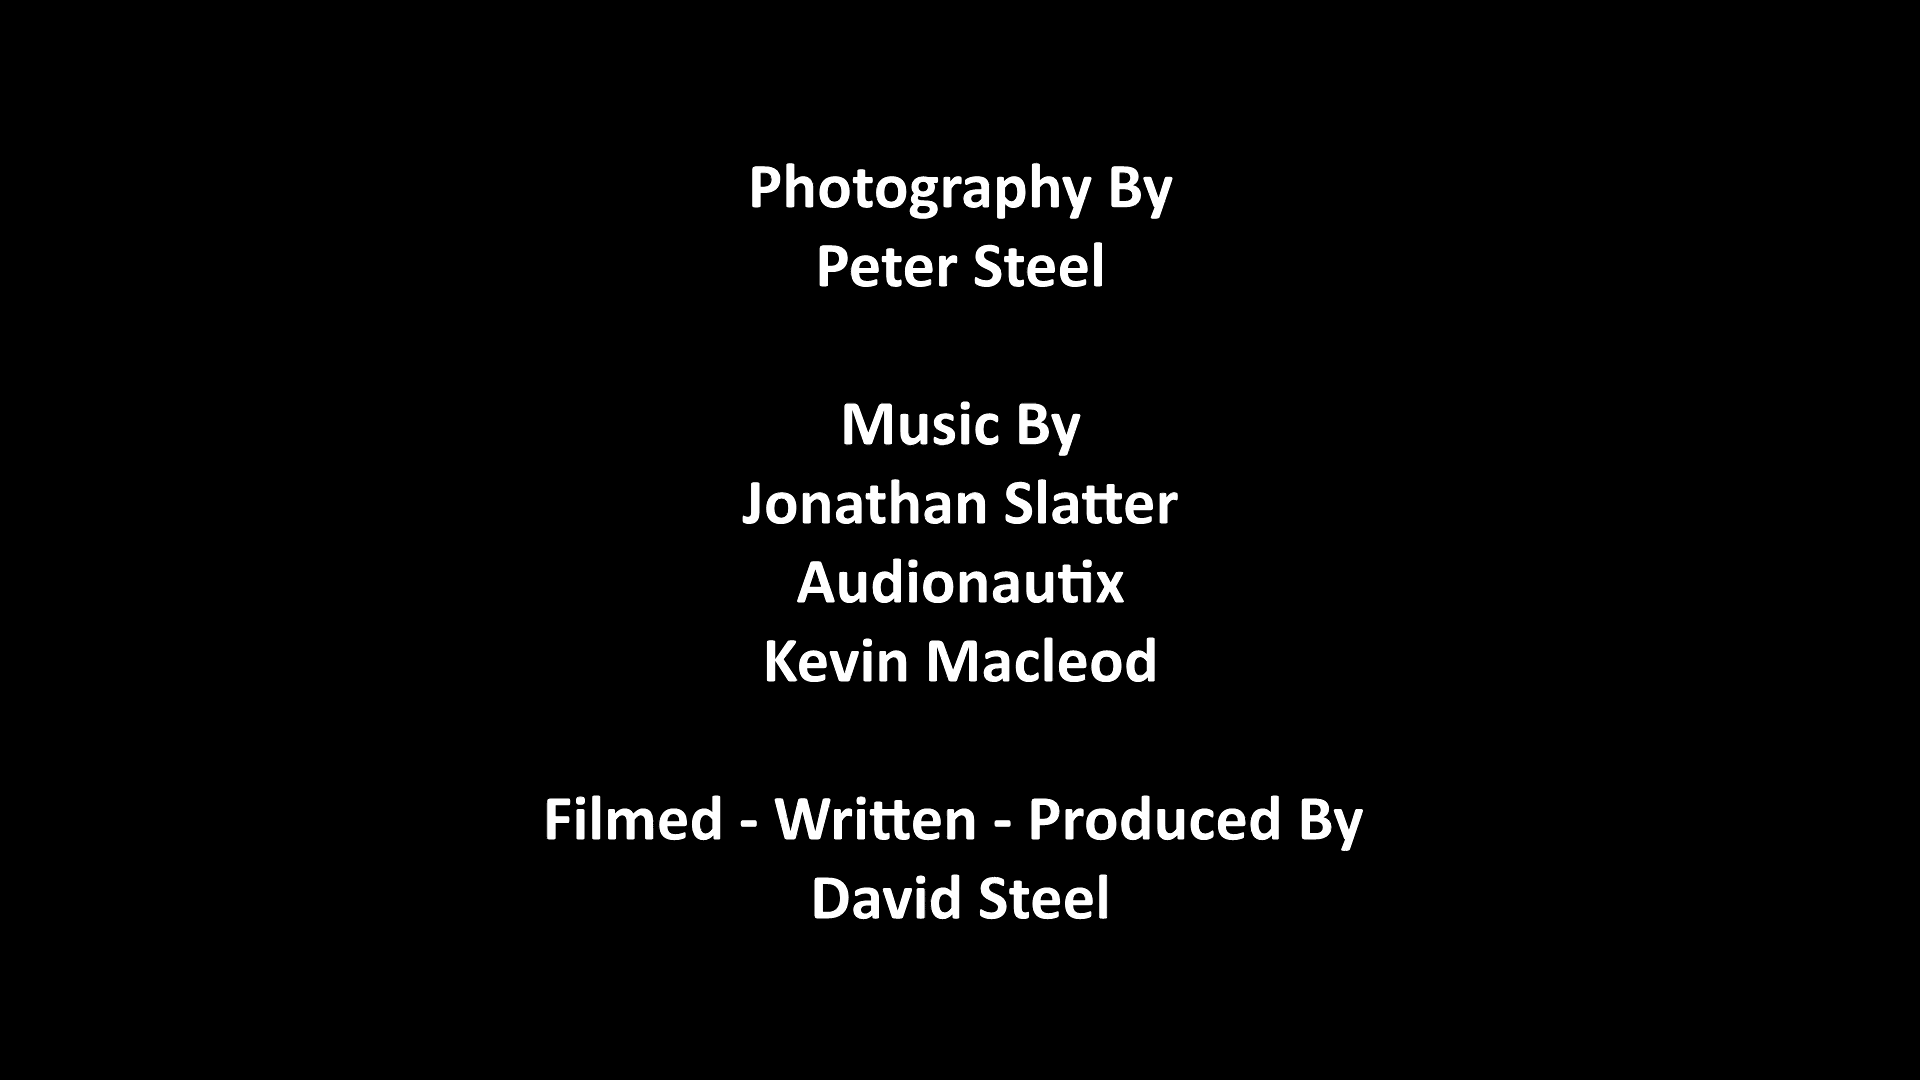 Photography By
Peter Steel
Music By
Jonathan Slatter
Audionautix
Kevin Macleod
Filmed - Written - Produced By
David Steel